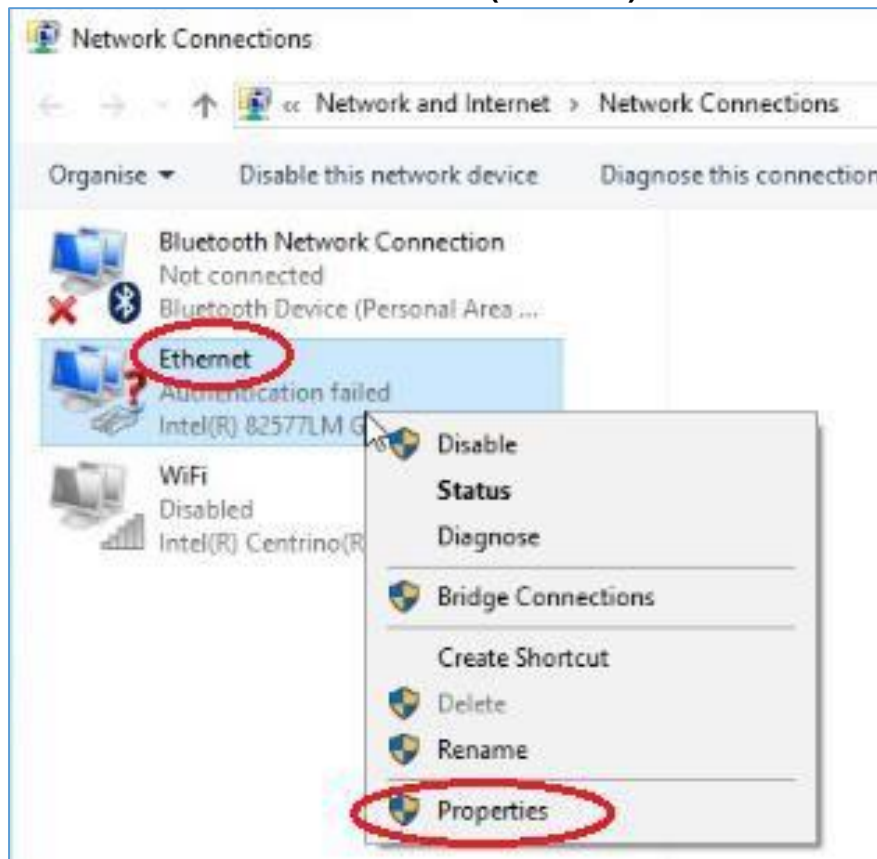 Network Connections
« Network and Internet > Network Connections
Organise Disable this network device Diagnose this connection
Bluetooth Network Connection
Not connected
Bluetooth Device (Personal Area ...
Ethernet
Authentication failed
Intel(R) 82577LM G
Disable
WiFi
Status
Disabled
Diagnose
Intel(R) Centrino(R
Bridge Connections
Create Shortcut
Delete
Rename
Properties